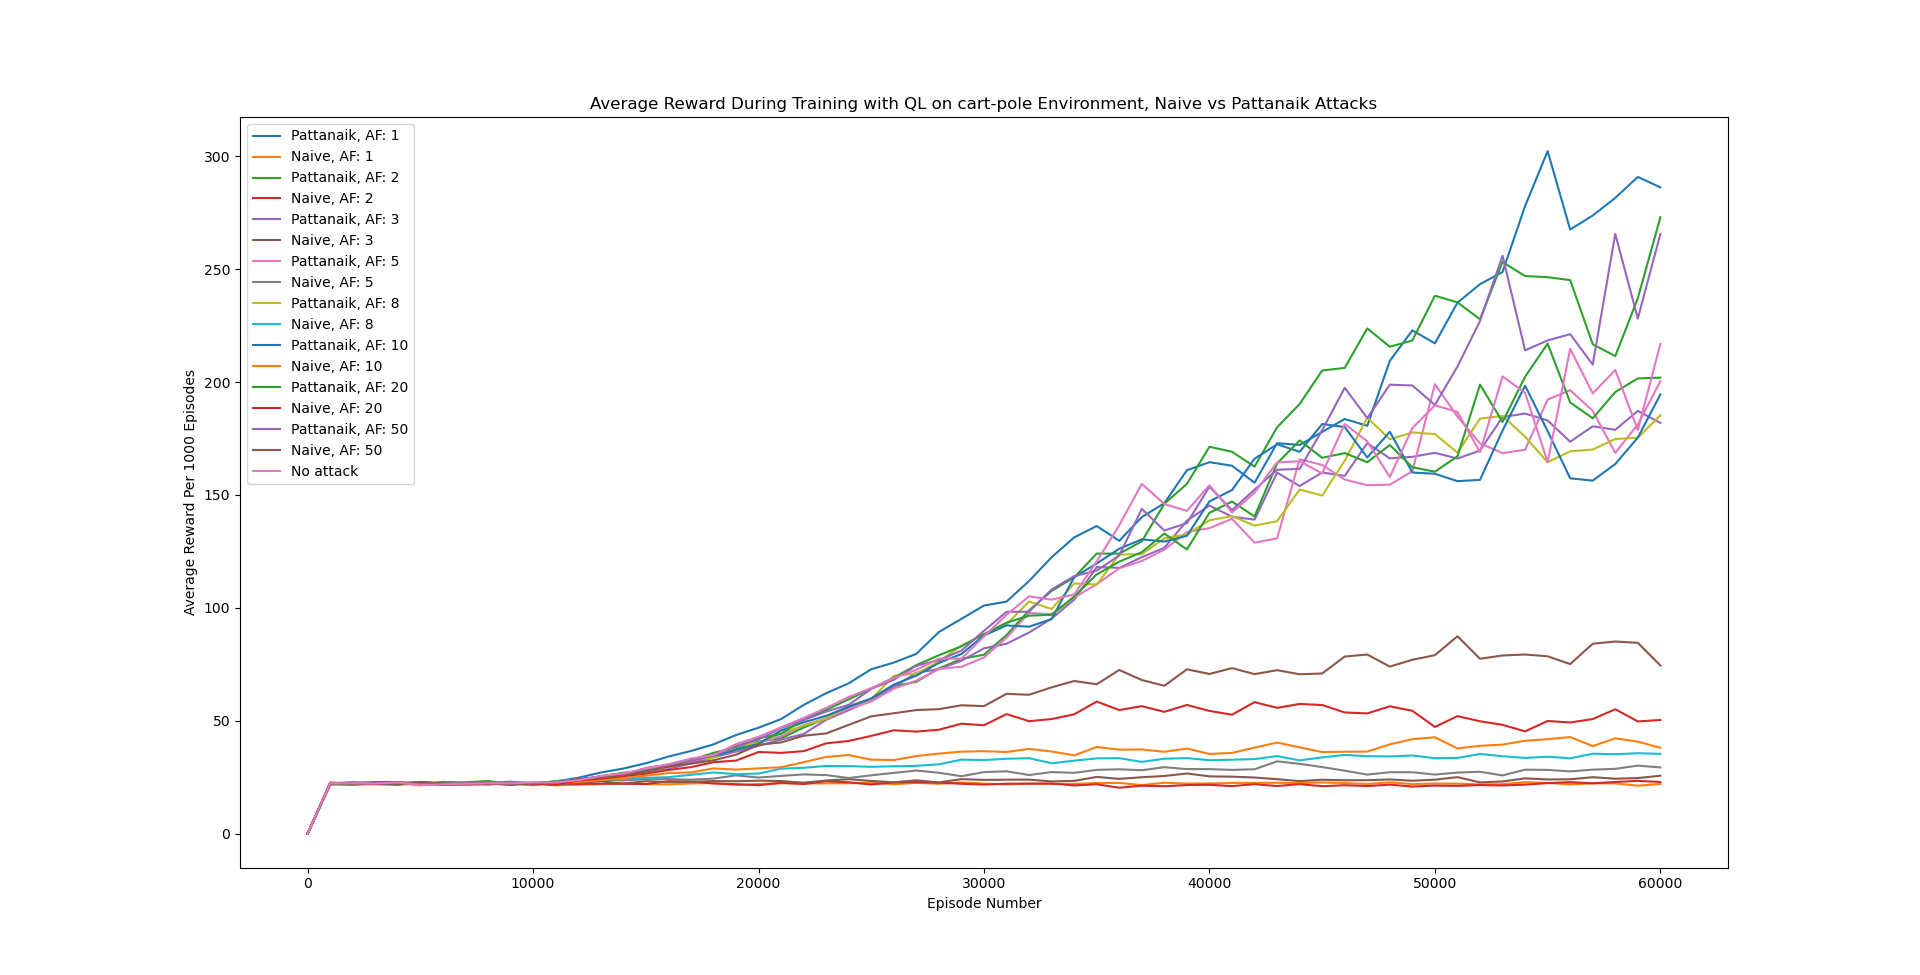 Average Reward During Training with QL on cart-pole Environment, Naive vs Pattanaik Attacks
Pattanaik, AF: 1
Naive, AF: 1
Pattanaik, AF: 2
Naive, AF: 2
Pattanaik, AF: 3
Naive, AF: 3
Pattanaik, AF: 5
Naive, AF: 5
Pattanaik, AF: 8
Naive, AF: 8
Pattanaik, AF: 10
Naive, AF: 10
Pattanaik, AF: 20
Naive, AF: 20
Pattanaik, AF: 50
Naive, AF: 50
No attack
Average Reward Per 1000 Episodes
300
250
200
150
100
50
0
0 10000 20000 30000 40000 50000 60000
Episode Number